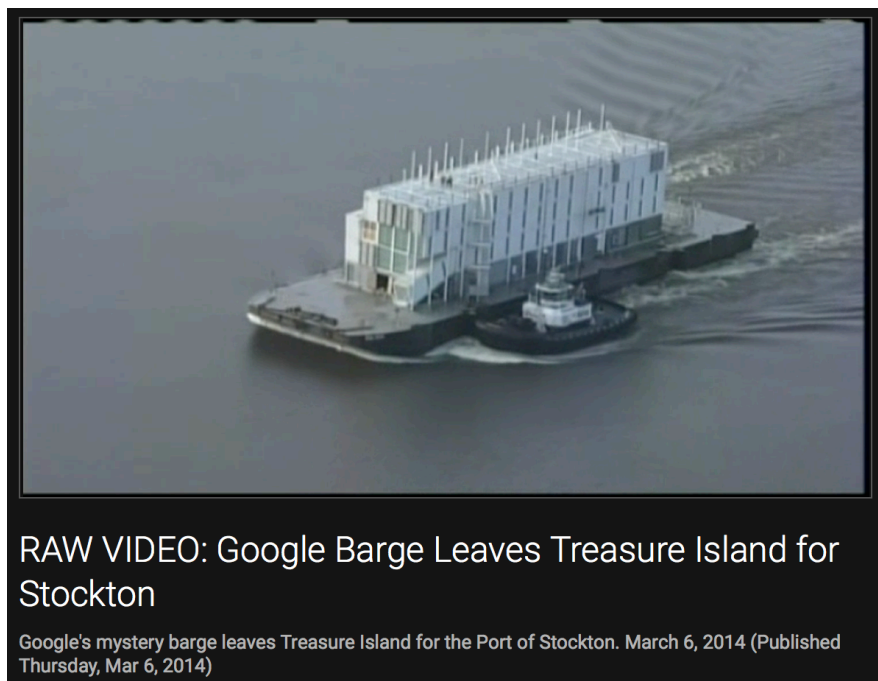 RAW VIDEO: Google Barge Leaves Treasure Island for
Stockton
Google's mystery barge leaves Treasure Island for the Port of Stockton. March 6, 2014 (Published
Thursday, Mar 6, 2014)